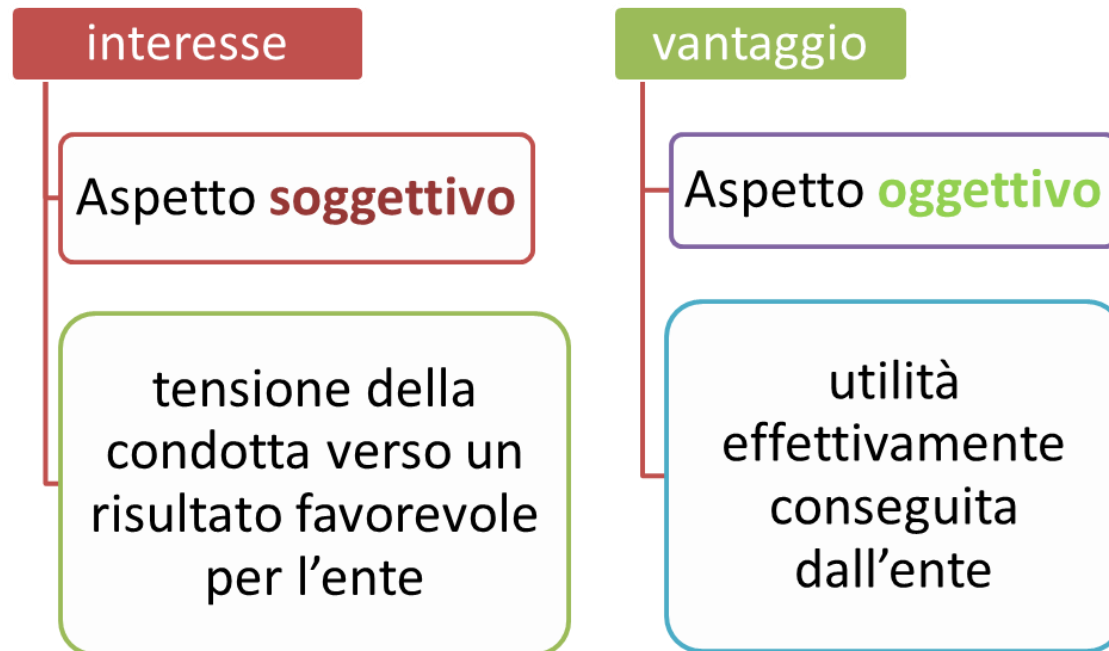 interesse
Aspetto soggettivo
tensione della
condotta verso un
risultato favorevole
per l’ente
vantaggio
Aspetto oggettivo
utilità
effettivamente
conseguita
dall’ente